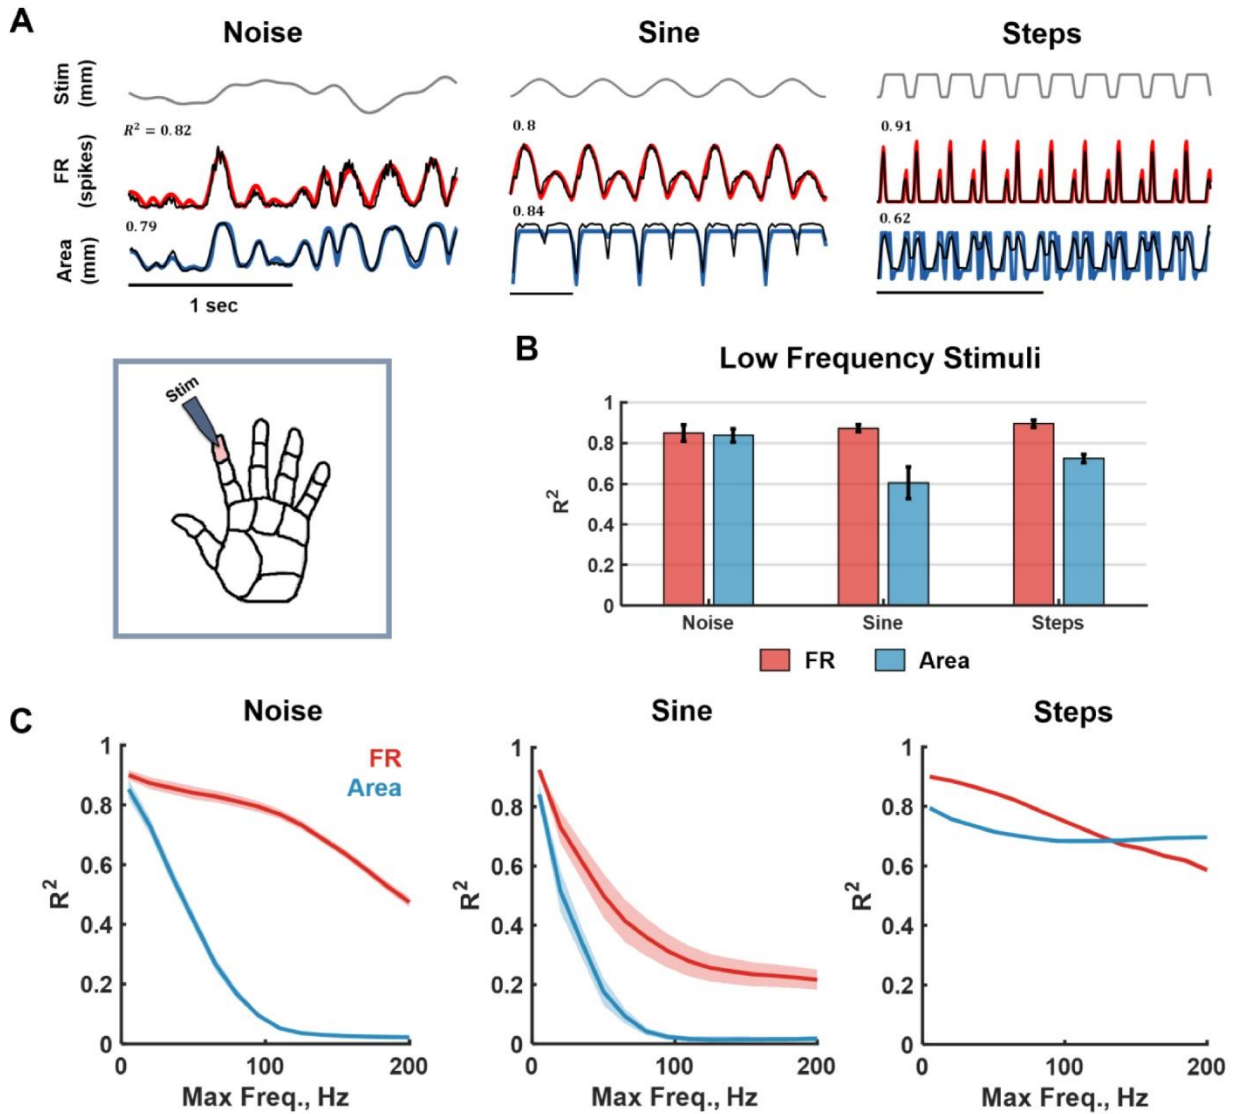 A
Noise
Sine
Steps
Stim
(mm)
R² = 0.82
0.8
0.91
FR
(spikes)
0.79
0.84
0.62
Area
(mm)
1 sec
Stim
B
Low Frequency Stimuli
1
0.8
0.6
0.4
0.2
0
R²
Noise
Sine
Steps
FR
Area
C
Noise
Sine
Steps
FR
Area
1
0.8
0.6
0.4
0.2
0
R²
0
100
200
Max Freq., Hz
1
0.8
0.6
0.4
0.2
0
R²
0
100
200
Max Freq., Hz
1
0.8
0.6
0.4
0.2
0
R²
0
100
200
Max Freq., Hz